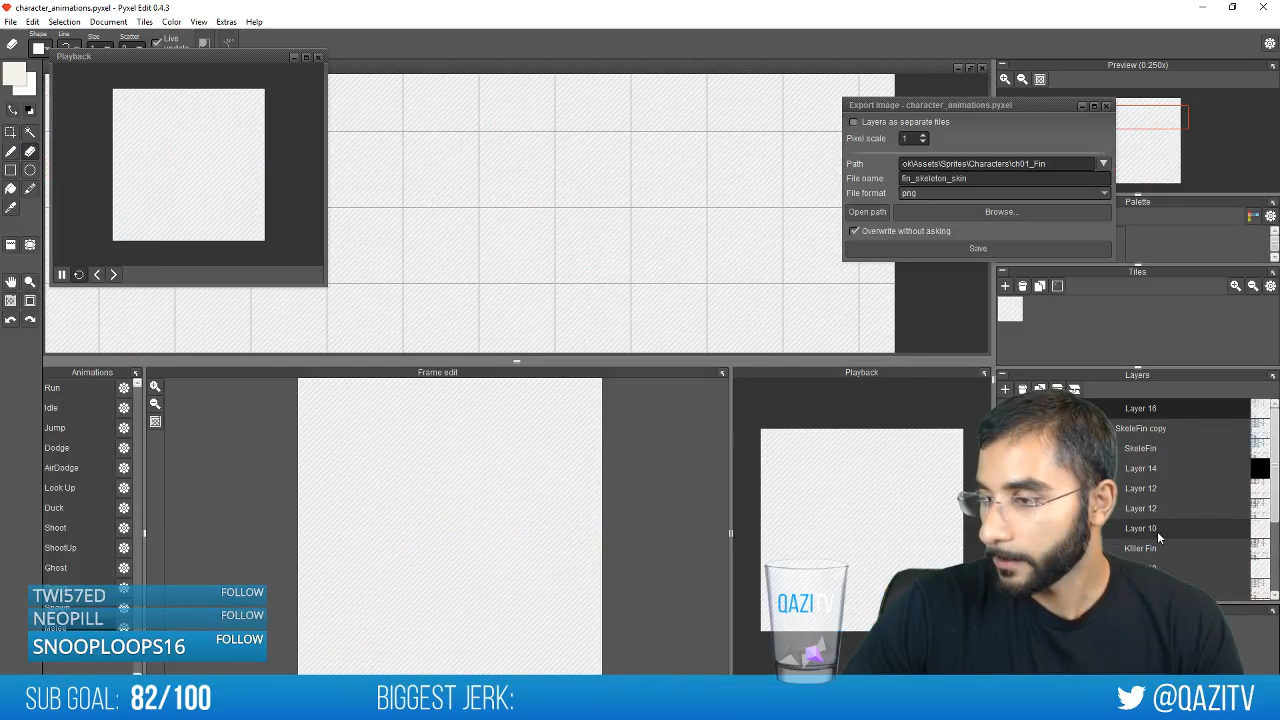 character_animations.pyxel - Pyxel Edit 0.4.3
File Edit Selection Document Tiles Color View Extras Help
Shape Size Scatter Live
Playback
Preview (0.250x)
Export image - character_animations.pyxel
Layers as separate files
Pixel scale 1
Path ok\Assets\Sprites\Characters\ch01_Fin
File name fin_skeleton_skin
File format png
Open path Browse...
Overwrite without asking
Save
Palette
Tiles
Animations
Frame edit
Playback
Layers
Run
Idle
Jump
Dodge
AirDodge
Look Up
Duck
Shoot
ShootUp
Ghost
Layer 16
SkeleFin copy
SkeleFin
Layer 14
Layer 12
Layer 12
Layer 10
Killer Fin
TWI57ED FOLLOW
NEOPILL FOLLOW
SNOOPLOOPS16 FOLLOW
QAZITV
SUB GOAL: 82/100
BIGGEST JERK:
@QAZITV